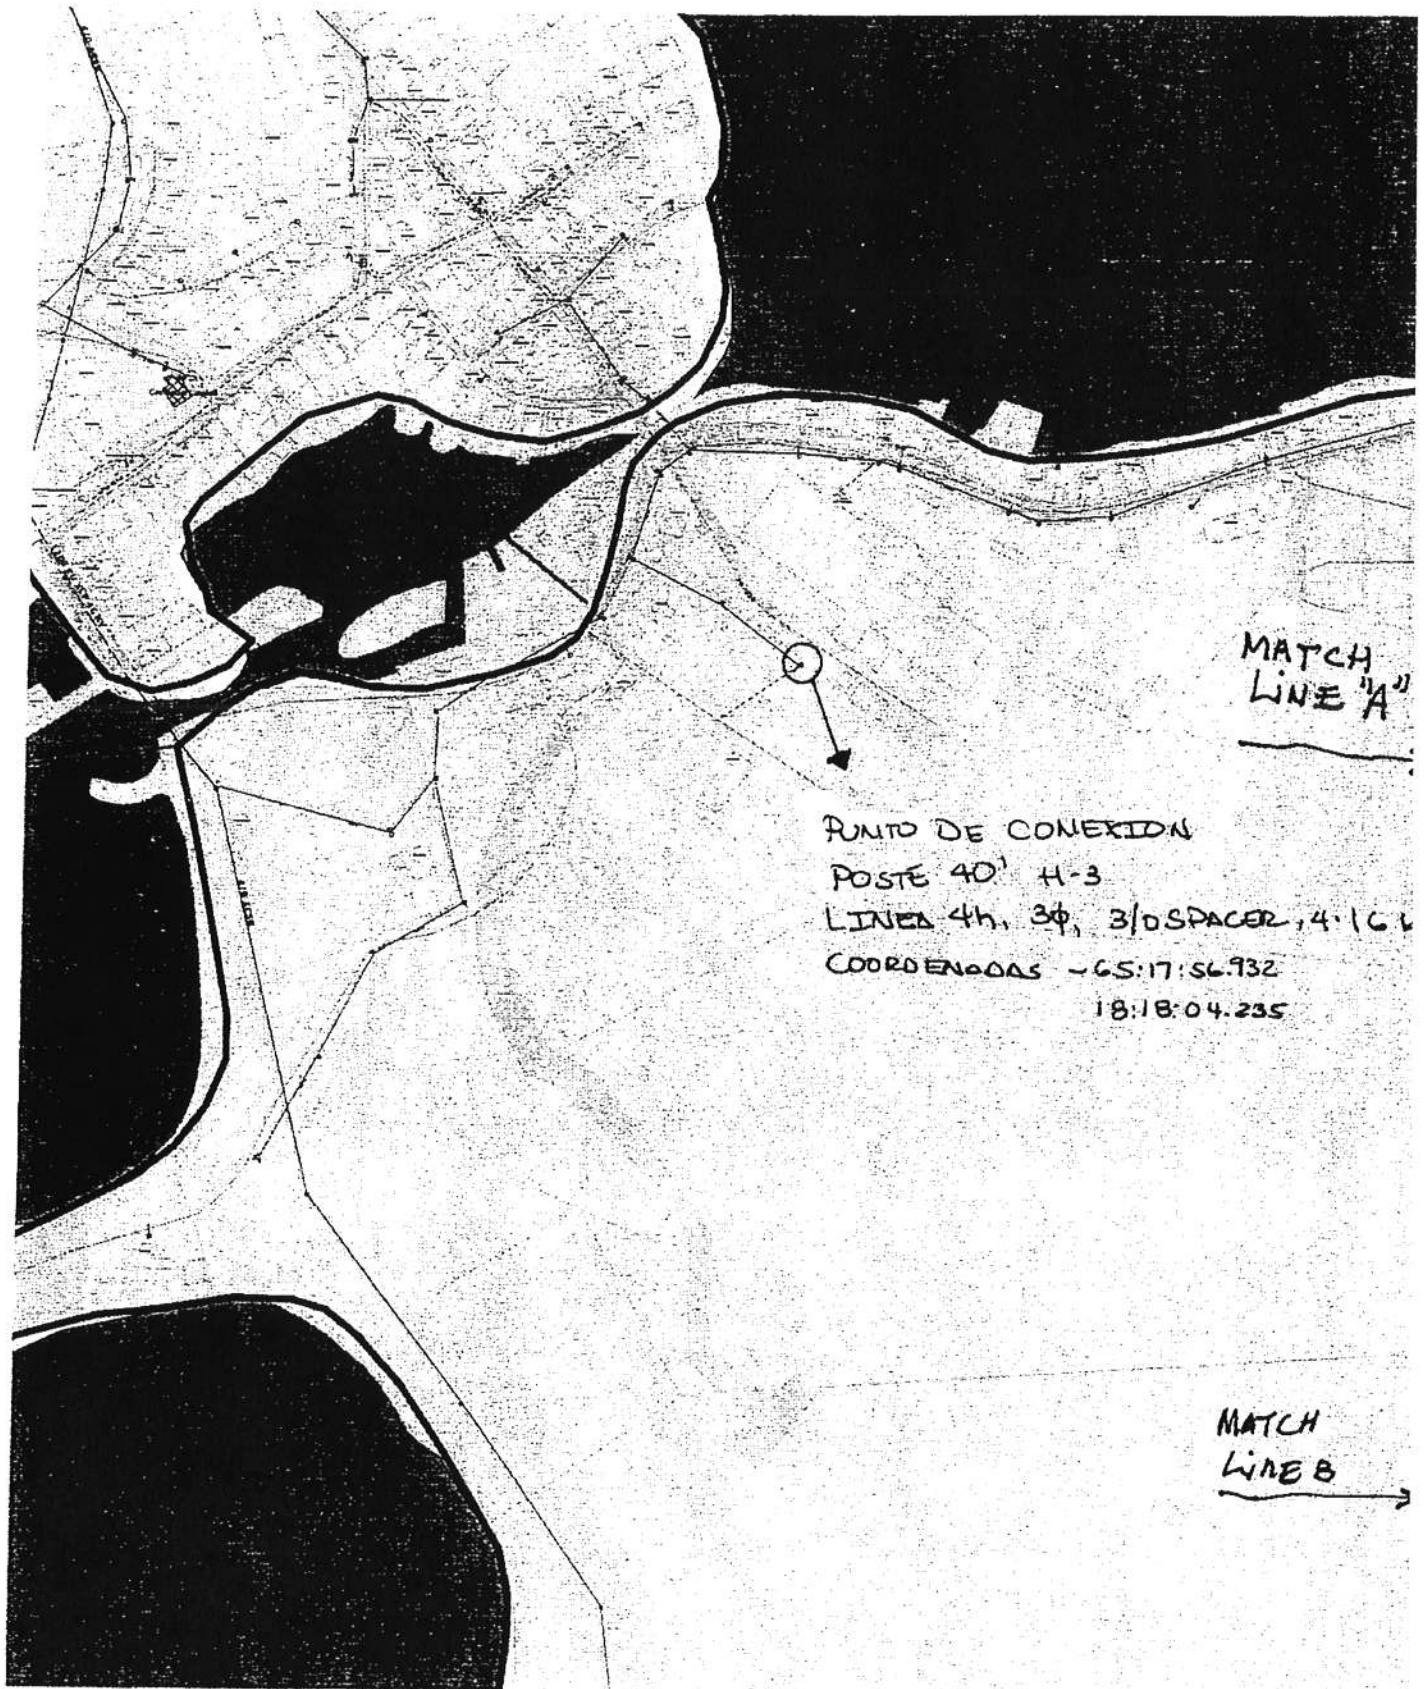 MATCH
LINE "A"
PUNTO DE CONEXION
POSTE 40' H-3
LINEA 4h, 3φ, 3/0 SPACER, 4.16
COORDENADAS -65:17:56.932
18:18:04.235
MATCH
LINE B